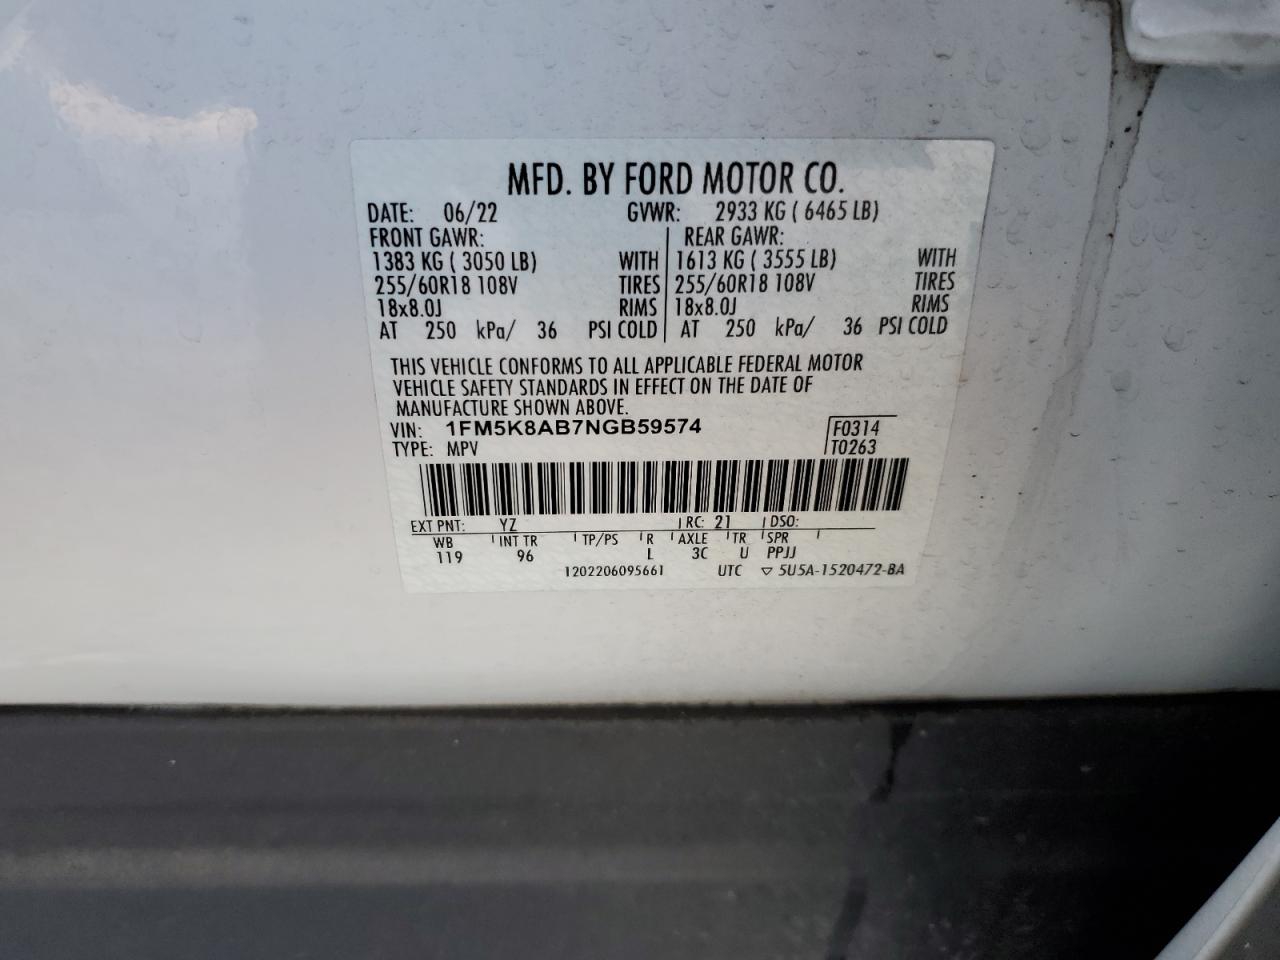 MFD. BY FORD MOTOR CO.
DATE: 06/22 GVWR: 2933 KG ( 6465 LB)
FRONT GAWR: REAR GAWR:
1383 KG ( 3050 LB) WITH 1613 KG ( 3555 LB) WITH
255/60R18 108V TIRES 255/60R18 108V TIRES
18x8.0J RIMS 18x8.0J RIMS
AT 250 kPa/ 36 PSI COLD AT 250 kPa/ 36 PSI COLD
THIS VEHICLE CONFORMS TO ALL APPLICABLE FEDERAL MOTOR
VEHICLE SAFETY STANDARDS IN EFFECT ON THE DATE OF
MANUFACTURE SHOWN ABOVE.
VIN: 1FM5K8AB7NGB59574 F0314
TYPE: MPV T0263
EXT PNT: YZ RC: 21 DSO:
WB INT TR TP/PS R AXLE TR SPR
119 96 L 3C U PPJJ
1202206095661 UTC ▽ 5U5A-1520472-BA